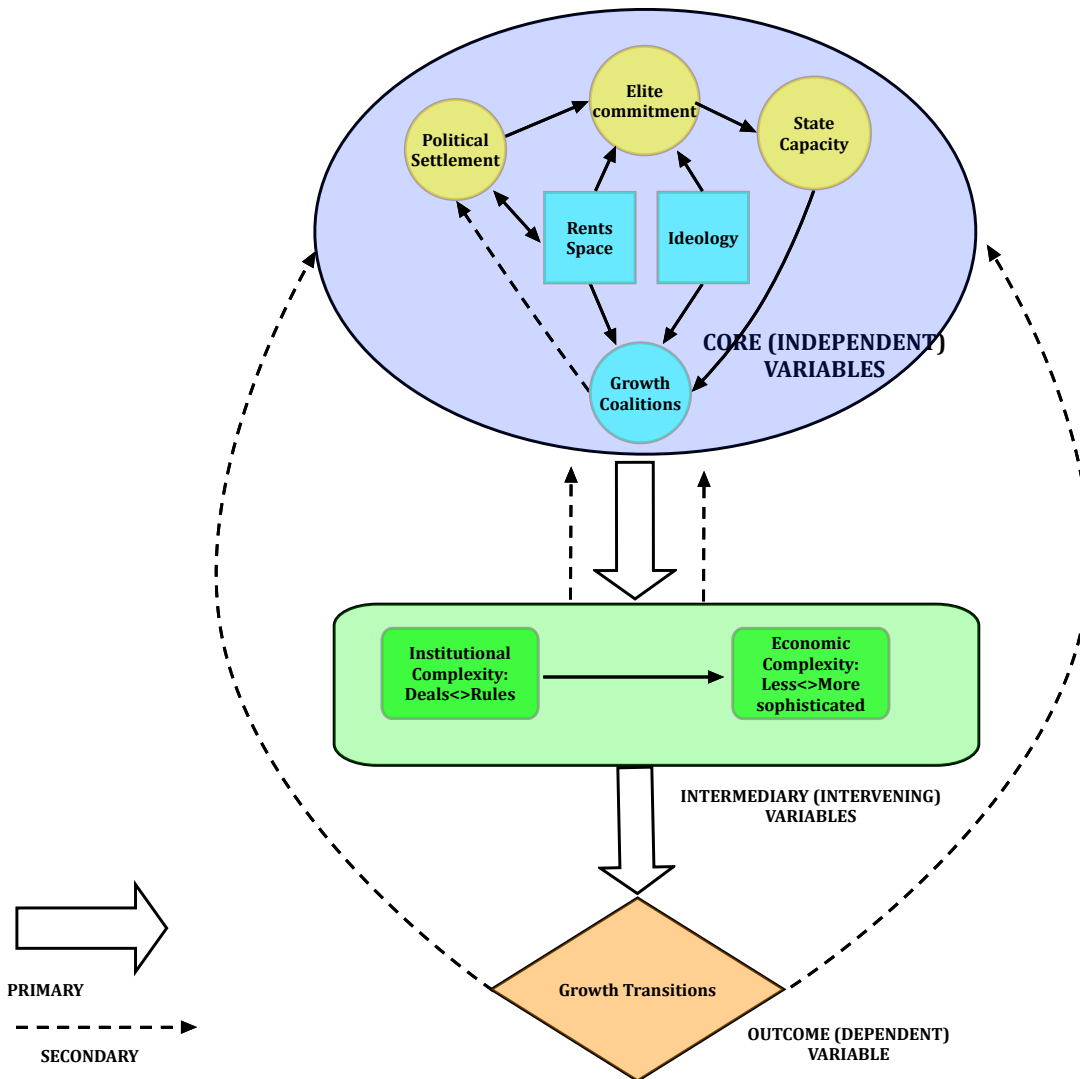 Elite
commitment
Political
Settlement
State
Capacity
Rents
Space
Ideology
CORE (INDEPENDENT)
VARIABLES
Growth
Coalitions
Institutional
Complexity:
Deals<>Rules
Economic
Complexity:
Less<>More
sophisticated
INTERMEDIARY (INTERVENING)
VARIABLES
Growth Transitions
PRIMARY
SECONDARY
OUTCOME (DEPENDENT)
VARIABLE